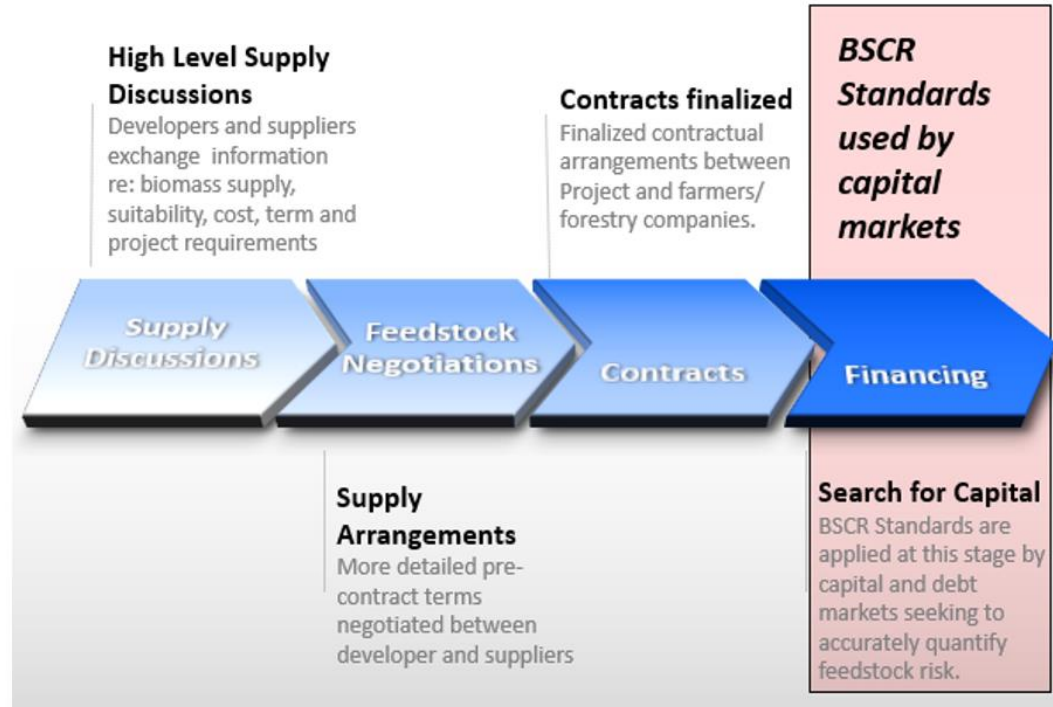 High Level Supply
Discussions
Developers and suppliers
exchange information
re: biomass supply,
suitability, cost, term and
project requirements
Contracts finalized
Finalized contractual
arrangements between
Project and farmers/
forestry companies.
BSCR
Standards
used by
capital
markets
Supply
Discussions
Feedstock
Negotiations
Contracts
Financing
Supply
Arrangements
More detailed pre-
contract terms
negotiated between
developer and suppliers
Search for Capital
BSCR Standards are
applied at this stage by
capital and debt
markets seeking to
accurately quantify
feedstock risk.